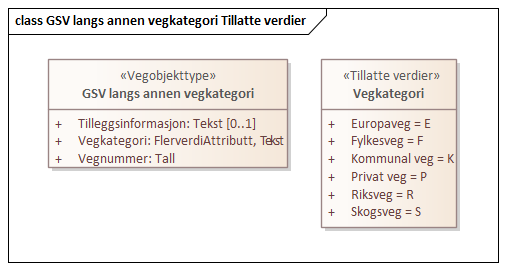 class GSV langs annen vegkategori Tillatte verdier
«Vegobjekttype»
GSV langs annen vegkategori
+ Tilleggsinformasjon: Tekst [0..1]
+ Vegkategori: FlerverdiAttributt, Tekst
+ Vegnummer: Tall
«Tillatte verdier»
Vegkategori
+ Europaveg = E
+ Fylkesveg = F
+ Kommunal veg = K
+ Privat veg = P
+ Riksveg = R
+ Skogsveg = S